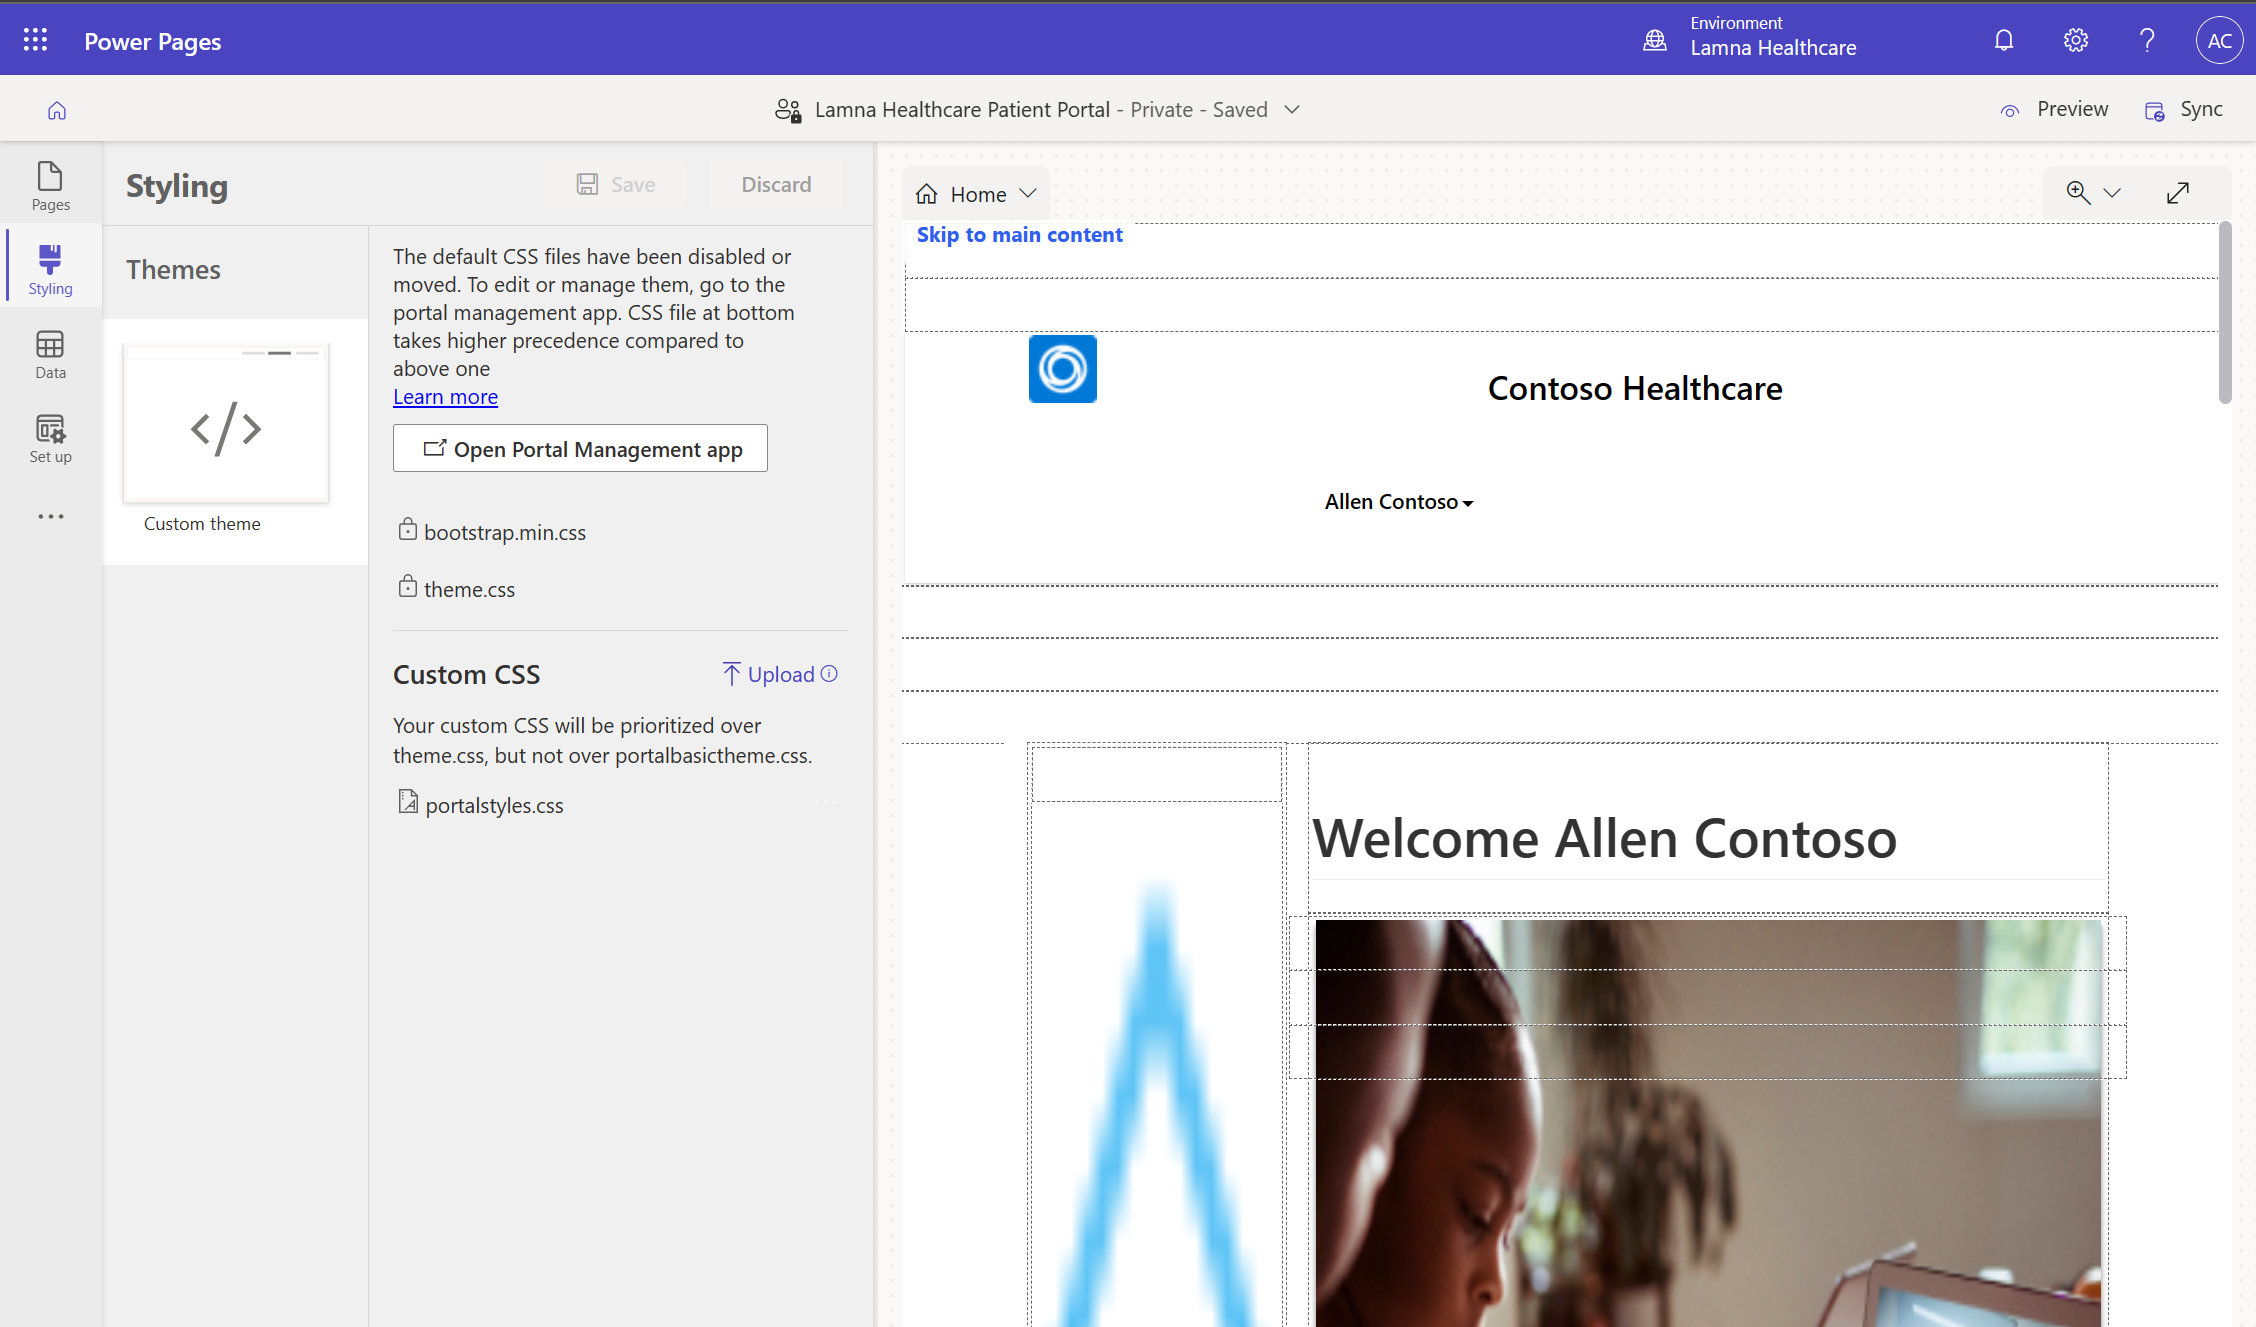 Power Pages
Environment
Lamna Healthcare
AC
Lamna Healthcare Patient Portal - Private - Saved
Preview
Sync
Pages
Styling
Data
Set up
Styling
Save
Discard
Themes
Custom theme
The default CSS files have been disabled or
moved. To edit or manage them, go to the
portal management app. CSS file at bottom
takes higher precedence compared to
above one
Learn more
Open Portal Management app
bootstrap.min.css
theme.css
Custom CSS
Upload
Your custom CSS will be prioritized over
theme.css, but not over portalbasictheme.css.
portalstyles.css
Home
Skip to main content
Contoso Healthcare
Allen Contoso
Welcome Allen Contoso